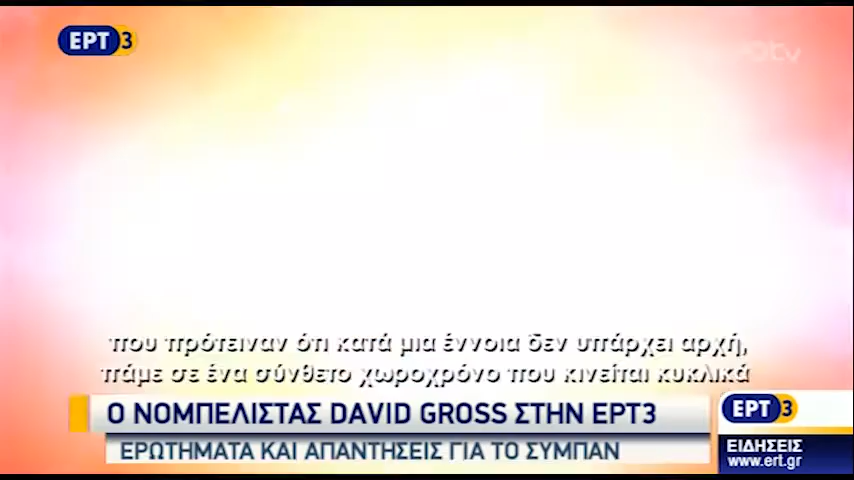 ΕΡΤ3
tv
που πρότειναν ότι κατά μια έννοια δεν υπάρχει αρχή,
πάμε σε ένα σύνθετο χωροχρόνο που κινείται κυκλικά
Ο ΝΟΜΠΕΛΙΣΤΑΣ DAVID GROSS ΣΤΗΝ ΕΡΤ3
ΕΡΩΤΗΜΑΤΑ ΚΑΙ ΑΠΑΝΤΗΣΕΙΣ ΓΙΑ ΤΟ ΣΥΜΠΑΝ
ΕΡΤ3
ΕΙΔΗΣΕΙΣ
www.ert.gr